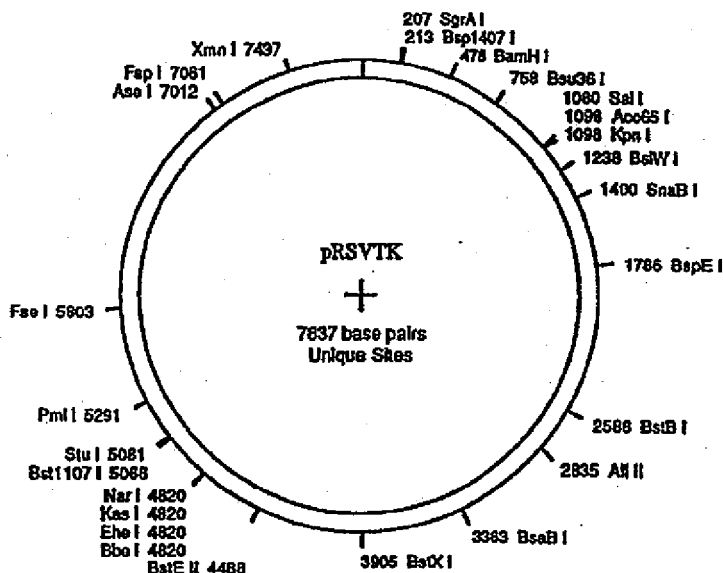 207 SgrA I
213 Bsp1407 I
478 BamH I
758 Bsu36 I
1080 Sal I
1096 Acc65 I
1098 Kpn I
1238 BsiW I
1400 SnaB I
1786 BspE I
2586 BstB I
2835 Afl II
3363 BsaB I
3905 BstX I
BstE II 4488
Bbe I 4820
Ehe I 4820
Kas I 4820
Nar I 4820
Bst1107 I 5068
Stu I 5081
Pml I 5291
Fse I 5803
Ase I 7012
Fsp I 7061
Xmn I 7437
pRSVTK
7837 base pairs
Unique Sites